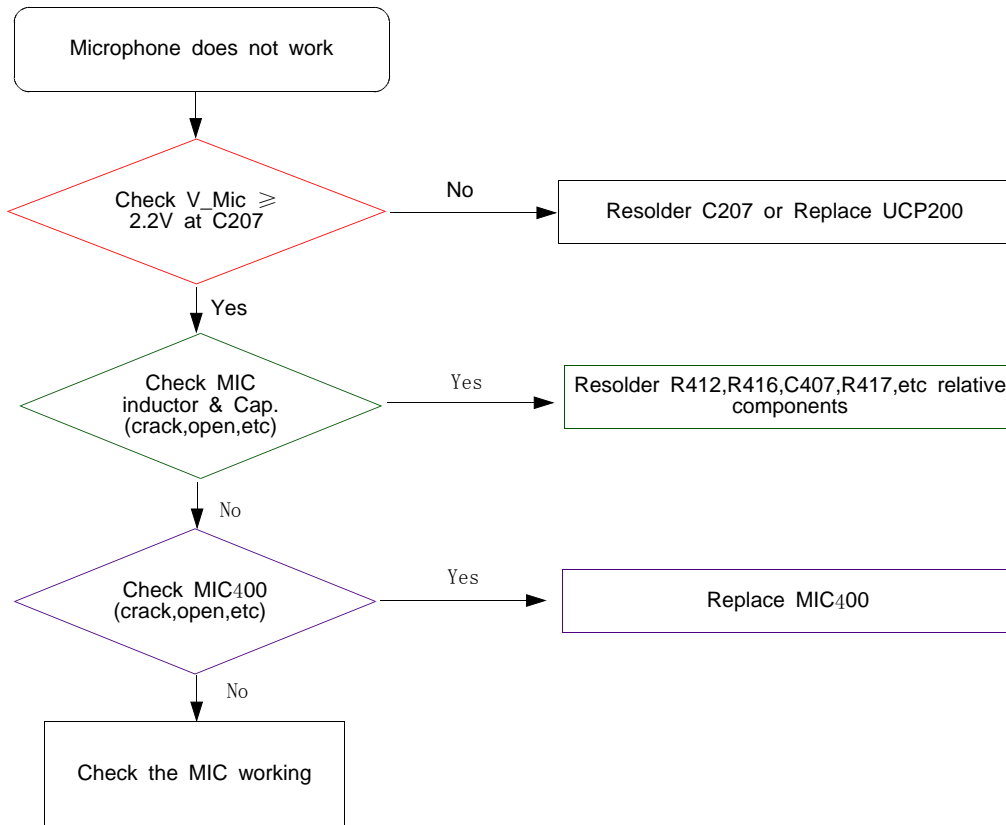 Microphone does not work
Check V_Mic ≥
2.2V at C207
No
Resolder C207 or Replace UCP200
Yes
Check MIC
inductor & Cap.
(crack,open,etc)
Yes
Resolder R412,R416,C407,R417,etc relative
components
No
Check MIC400
(crack,open,etc)
Yes
Replace MIC400
No
Check the MIC working